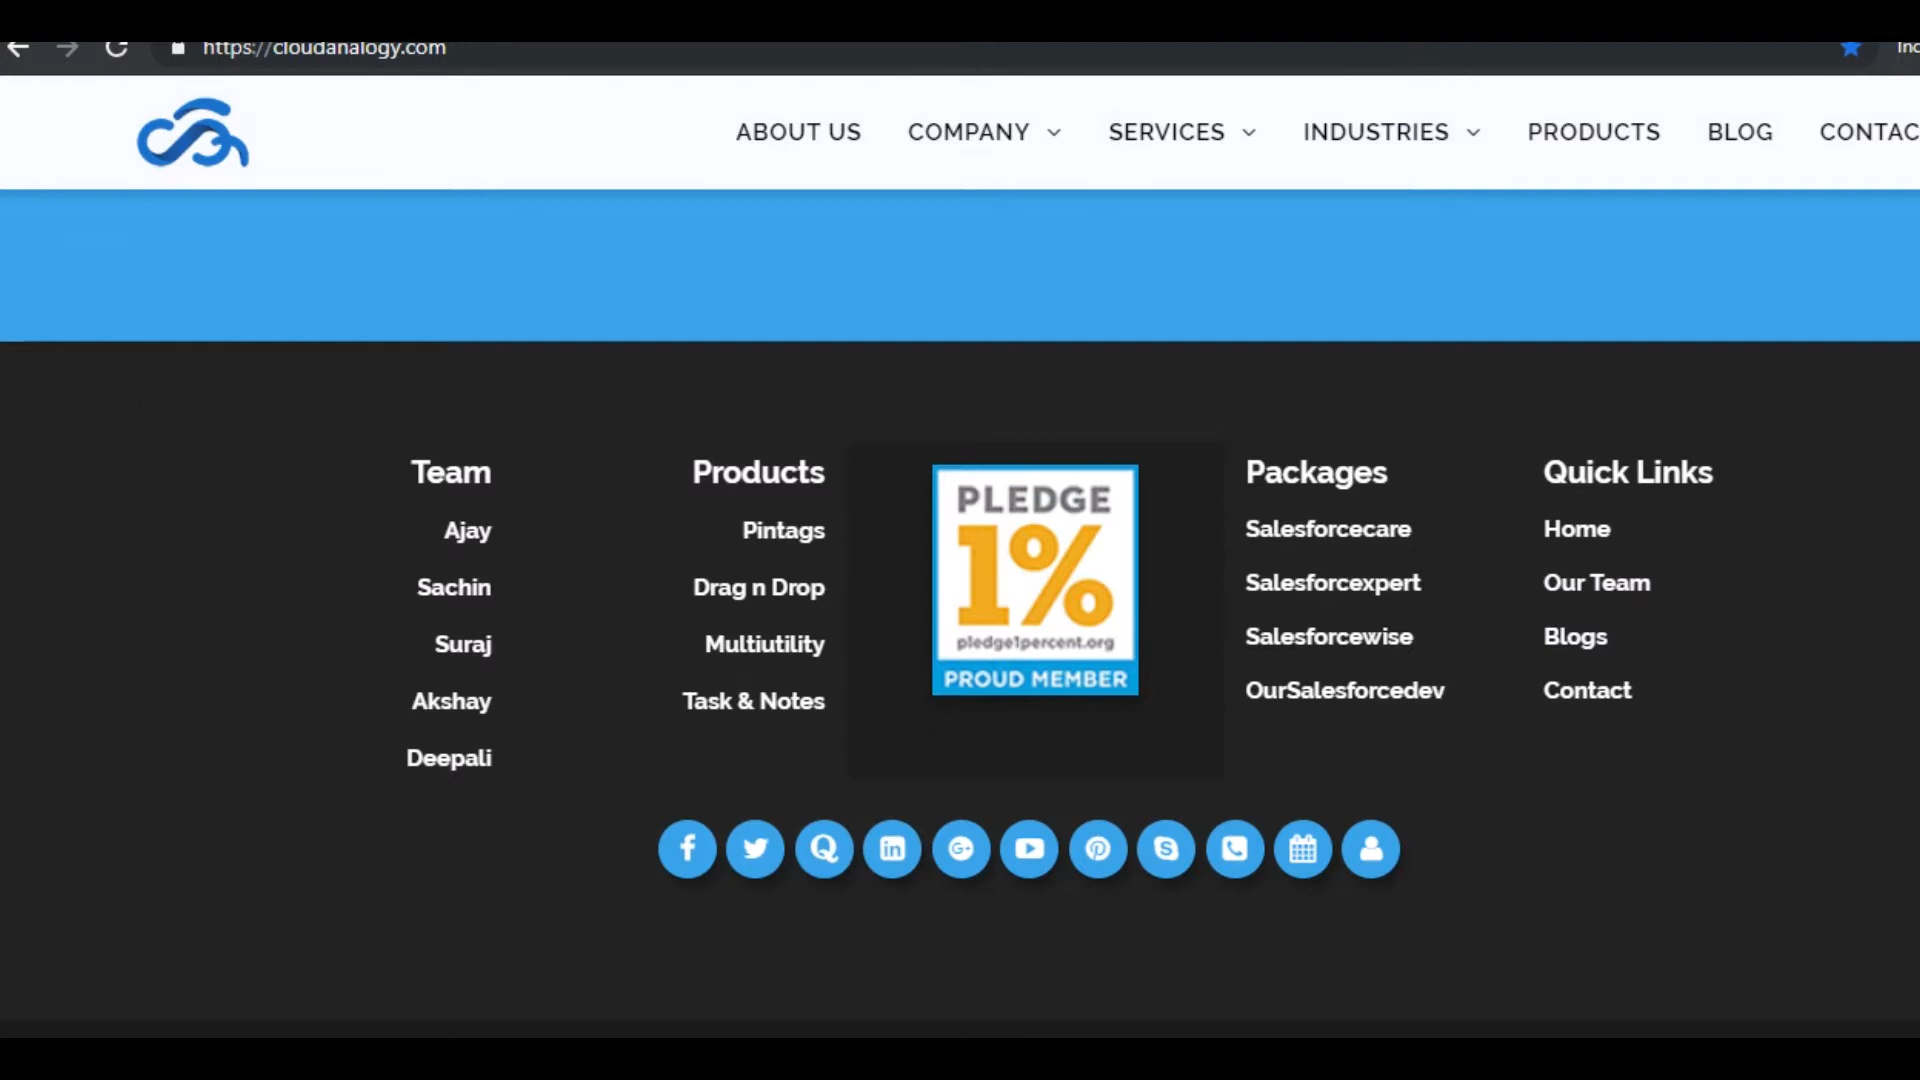 https://cloudanalogy.com
ABOUT US COMPANY SERVICES INDUSTRIES PRODUCTS BLOG CONTAC
Team
Ajay
Sachin
Suraj
Akshay
Deepali
Products
Pintags
Drag n Drop
Multiutility
Task & Notes
PLEDGE
1%
pledge1percent.org
PROUD MEMBER
Packages
Salesforcecare
Salesforcexpert
Salesforcewise
OurSalesforcedev
Quick Links
Home
Our Team
Blogs
Contact